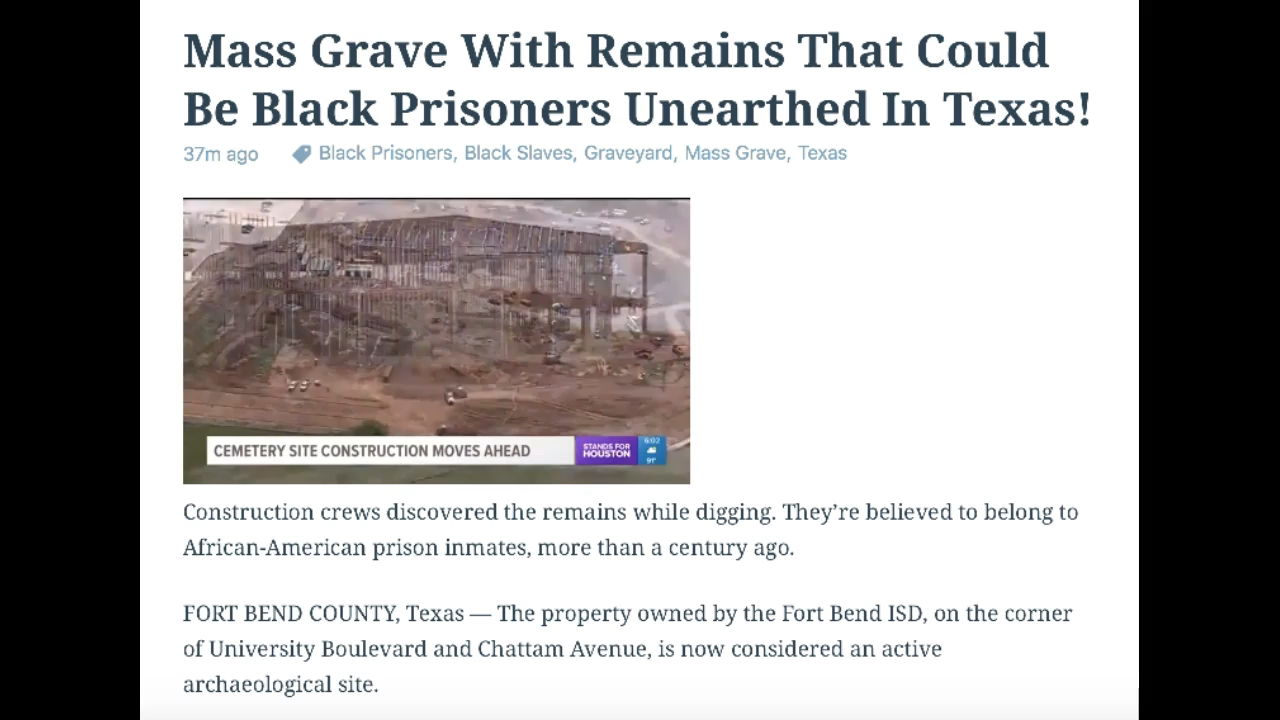 Mass Grave With Remains That Could
Be Black Prisoners Unearthed In Texas!
37m ago Black Prisoners, Black Slaves, Graveyard, Mass Grave, Texas
CEMETERY SITE CONSTRUCTION MOVES AHEAD
STANDS FOR
HOUSTON
6:02
91°
Construction crews discovered the remains while digging. They're believed to belong to
African-American prison inmates, more than a century ago.
FORT BEND COUNTY, Texas — The property owned by the Fort Bend ISD, on the corner
of University Boulevard and Chattam Avenue, is now considered an active
archaeological site.